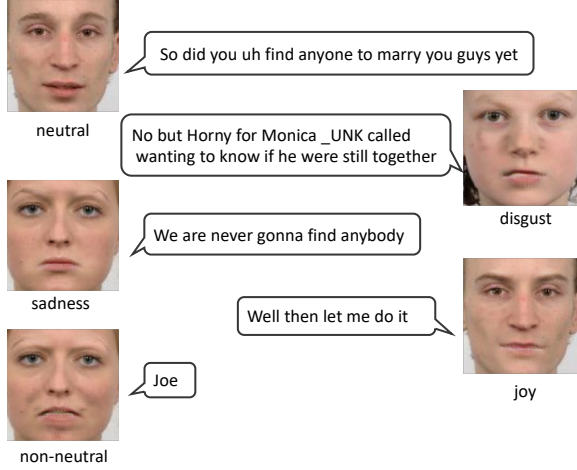 So did you uh find anyone to marry you guys yet
neutral
No but Horny for Monica _UNK called
wanting to know if he were still together
disgust
We are never gonna find anybody
sadness
Well then let me do it
joy
Joe
non-neutral